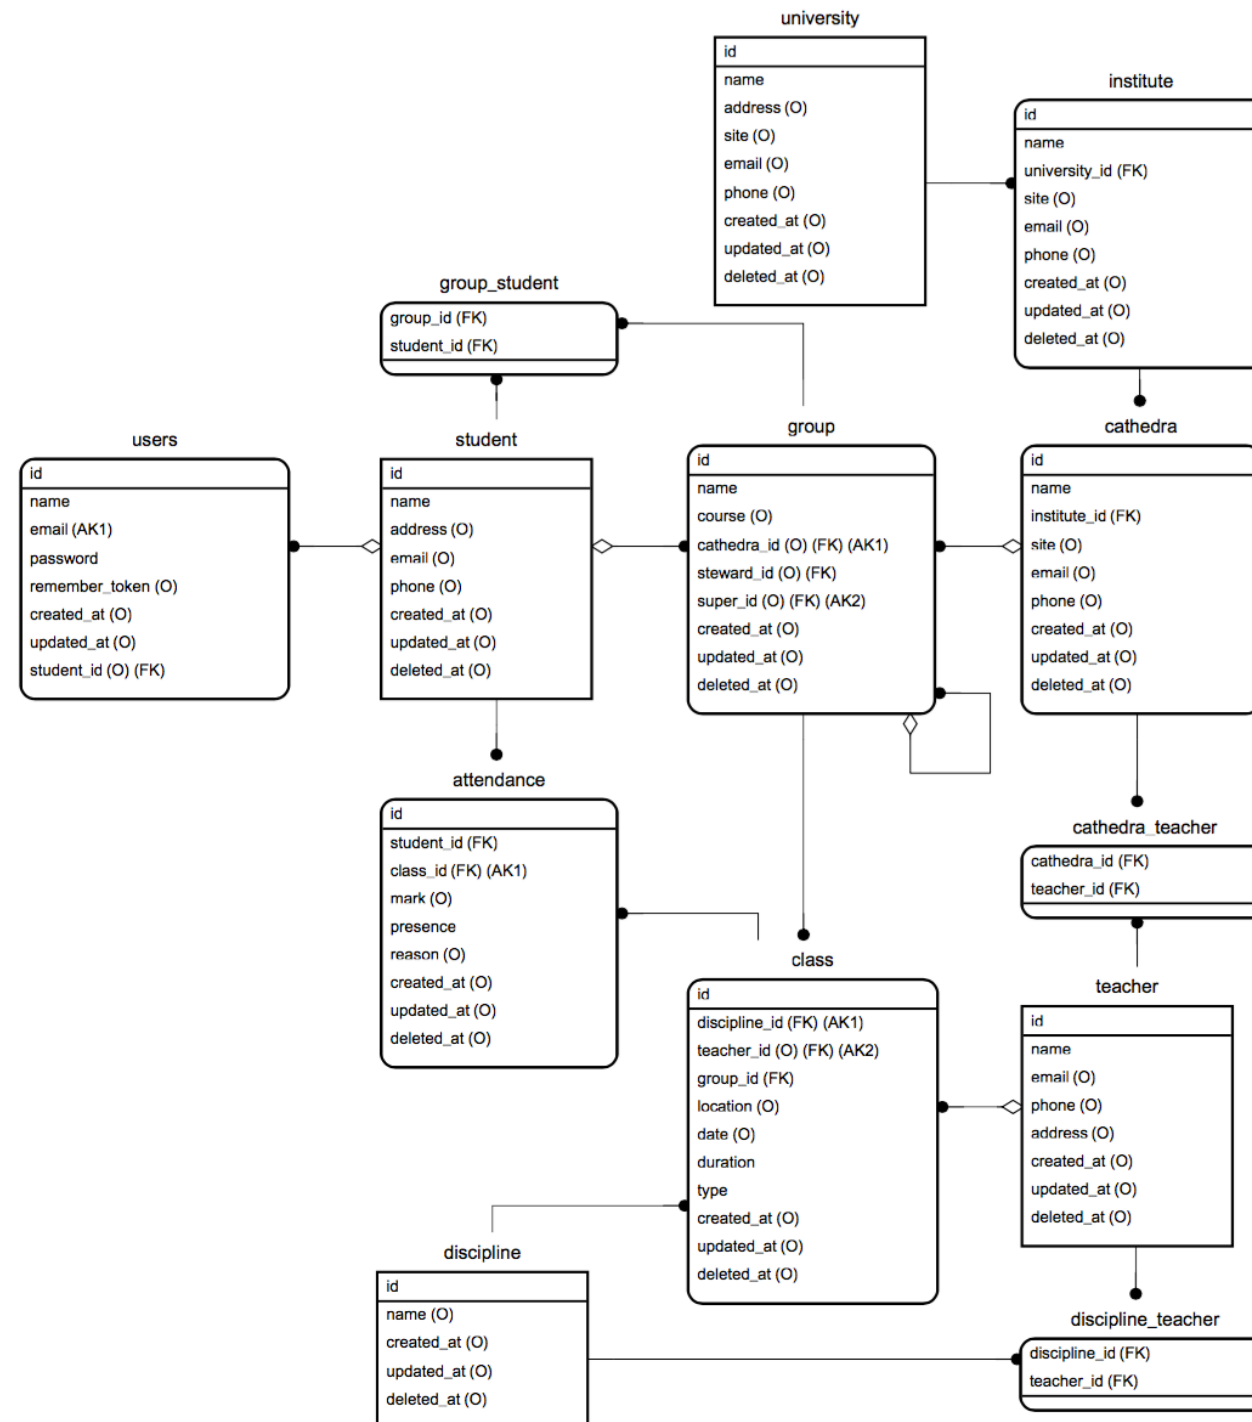 university
id
name
address (O)
site (O)
email (O)
phone (O)
created_at (O)
updated_at (O)
deleted_at (O)
institute
id
name
university_id (FK)
site (O)
email (O)
phone (O)
created_at (O)
updated_at (O)
deleted_at (O)
group_student
group_id (FK)
student_id (FK)
users
id
name
email (AK1)
password
remember_token (O)
created_at (O)
updated_at (O)
student_id (O) (FK)
student
id
name
address (O)
email (O)
phone (O)
created_at (O)
updated_at (O)
deleted_at (O)
group
id
name
course (O)
cathedra_id (O) (FK) (AK1)
steward_id (O) (FK)
super_id (O) (FK) (AK2)
created_at (O)
updated_at (O)
deleted_at (O)
cathedra
id
name
institute_id (FK)
site (O)
email (O)
phone (O)
created_at (O)
updated_at (O)
deleted_at (O)
attendance
id
student_id (FK)
class_id (FK) (AK1)
mark (O)
presence
reason (O)
created_at (O)
updated_at (O)
deleted_at (O)
cathedra_teacher
cathedra_id (FK)
teacher_id (FK)
class
id
discipline_id (FK) (AK1)
teacher_id (O) (FK) (AK2)
group_id (FK)
location (O)
date (O)
duration
type
created_at (O)
updated_at (O)
deleted_at (O)
teacher
id
name
email (O)
phone (O)
address (O)
created_at (O)
updated_at (O)
deleted_at (O)
discipline
id
name (O)
created_at (O)
updated_at (O)
deleted_at (O)
discipline_teacher
discipline_id (FK)
teacher_id (FK)